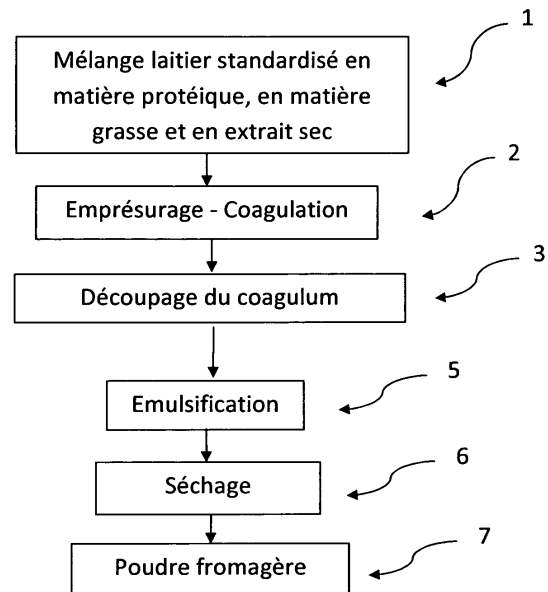 1
Mélange laitier standardisé en
matière protéique, en matière
grasse et en extrait sec
2
Emprésurage - Coagulation
3
Découpage du coagulum
5
Emulsification
6
Séchage
7
Poudre fromagère